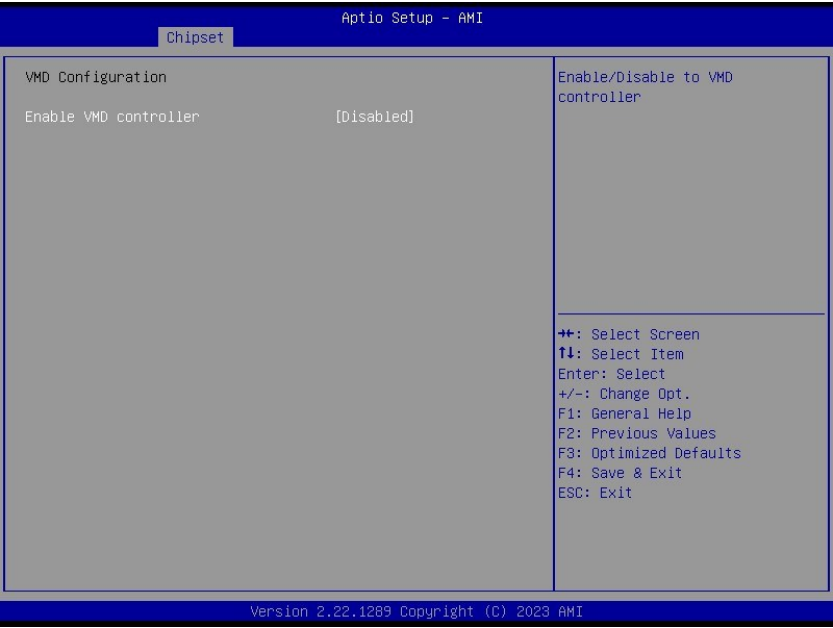 Aptio Setup - AMI
Chipset
VMD Configuration
Enable VMD controller [Disabled]
Enable/Disable to VMD
controller
→←: Select Screen
↑↓: Select Item
Enter: Select
+/-: Change Opt.
F1: General Help
F2: Previous Values
F3: Optimized Defaults
F4: Save & Exit
ESC: Exit
Version 2.22.1289 Copyright (C) 2023 AMI